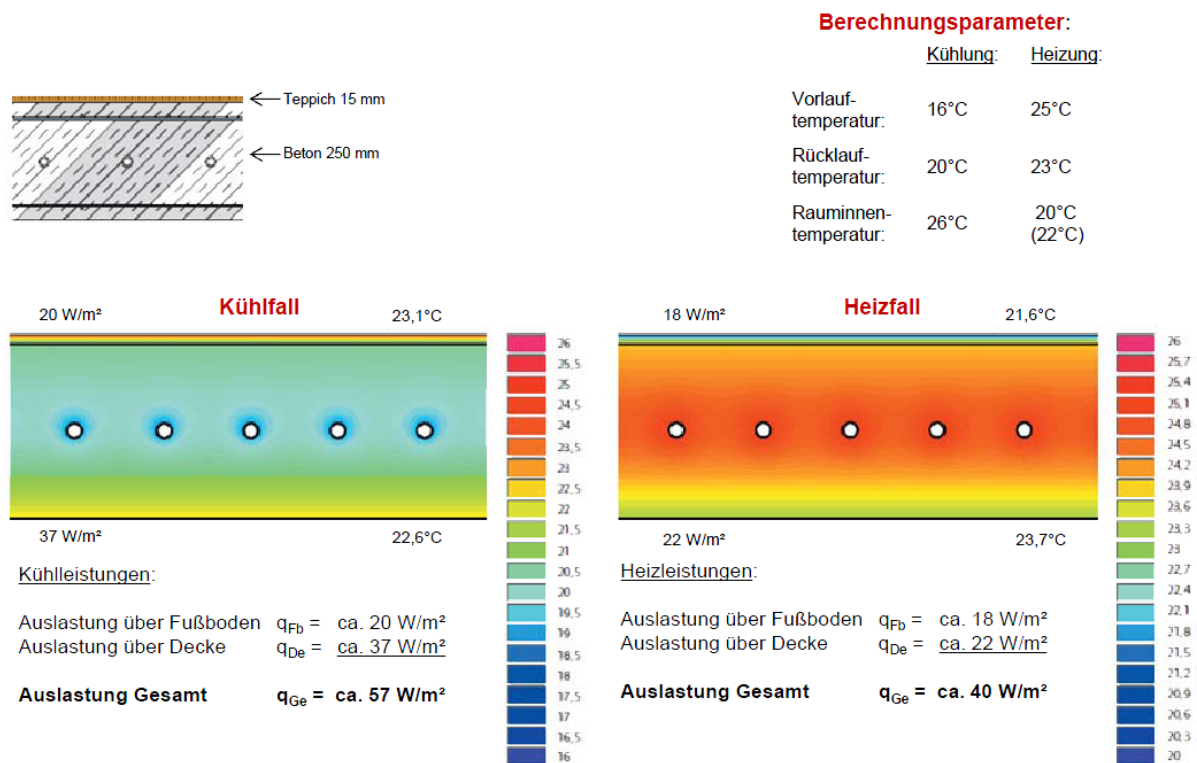 Berechnungsparameter:
Kühlung: Heizung:
Teppich 15 mm
Beton 250 mm
Vorlauf-
temperatur: 16°C 25°C
Rücklauf-
temperatur: 20°C 23°C
Rauminnen-
temperatur: 26°C 20°C
(22°C)
Kühlfall
20 W/m² 23,1°C
37 W/m² 22,6°C
26
25,5
25
24,5
24
23,5
23
22,5
22
21,5
21
20,5
20
19,5
19
18,5
18
17,5
17
16,5
16
Kühlleistungen:
Auslastung über Fußboden qFb = ca. 20 W/m²
Auslastung über Decke qDe = ca. 37 W/m²
Auslastung Gesamt qGe = ca. 57 W/m²
Heizfall
18 W/m² 21,6°C
22 W/m² 23,7°C
26
25,7
25,4
25,1
24,8
24,5
24,2
23,9
23,6
23,3
23
22,7
22,4
22,1
21,8
21,5
21,2
20,9
20,6
20,3
20
Heizleistungen:
Auslastung über Fußboden qFb = ca. 18 W/m²
Auslastung über Decke qDe = ca. 22 W/m²
Auslastung Gesamt qGe = ca. 40 W/m²